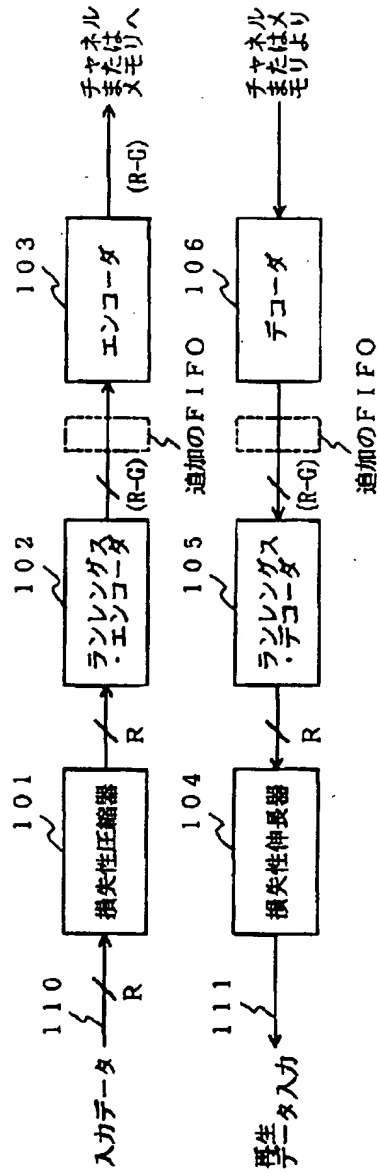 入力データ
110
R
101
損失性圧縮器
R
102
ランレングス
・エンコーダ
(R-G)
追加のFIFO
103
エンコーダ
(R-G)
チャネル
または
メモリへ
再生
データ入力
111
104
損失性伸長器
R
105
ランレングス
・デコーダ
(R-G)
追加のFIFO
106
デコーダ
チャネル
またはメ
モリより